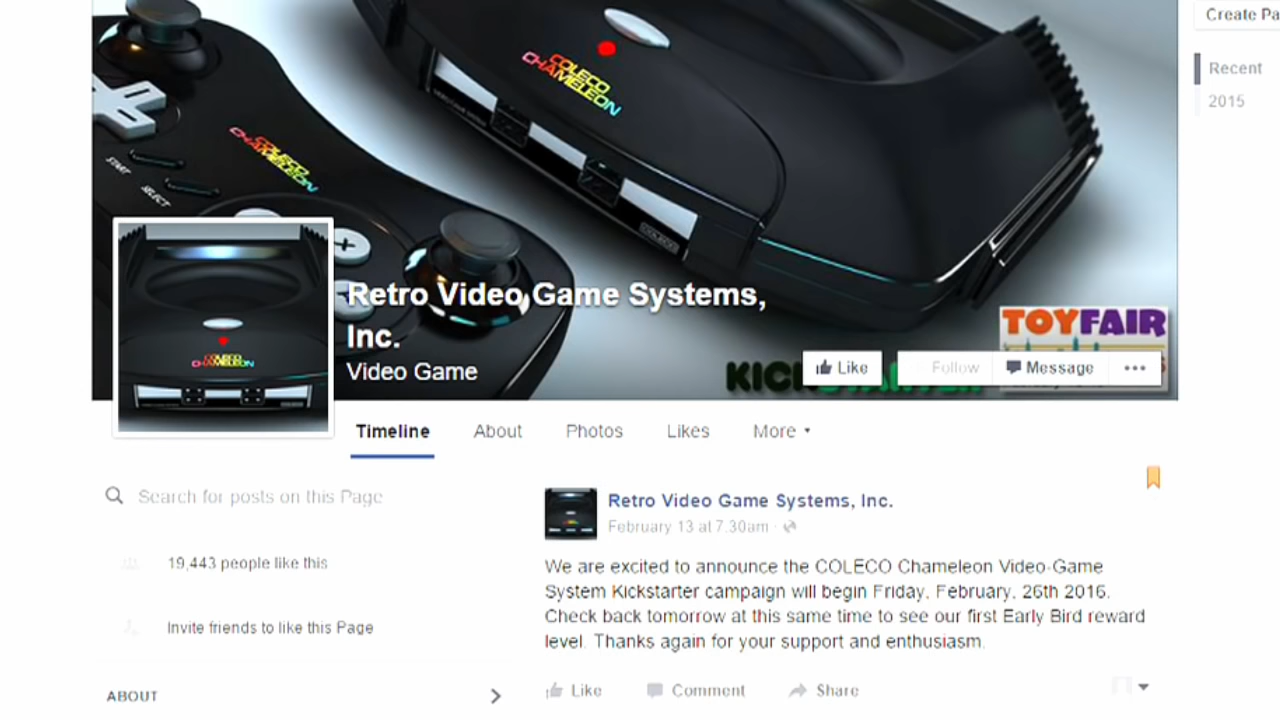 Create Pa
Recent
2015
COLECO
CHAMELEON
COLECO
CHAMELEON
START
SELECT
COLECO
COLECO
CHAMELEON
Retro Video Game Systems,
Inc.
Video Game
TOYFAIR
Like
Follow
Message
Timeline
About
Photos
Likes
More
Search for posts on this Page
19,443 people like this
Invite friends to like this Page
ABOUT
Retro Video Game Systems, Inc.
February 13 at 7:30am
We are excited to announce the COLECO Chameleon Video-Game
System Kickstarter campaign will begin Friday, February, 26th 2016.
Check back tomorrow at this same time to see our first Early Bird reward
level. Thanks again for your support and enthusiasm.
Like
Comment
Share